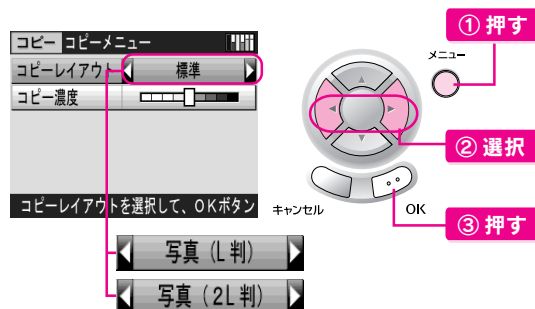 コピー コピーメニュー
コピーレイアウト 標準
コピー濃度
コピーレイアウトを選択して、OKボタン
写真（L判）
写真（2L判）
① 押す
メニュー
② 選択
キャンセル OK
③ 押す